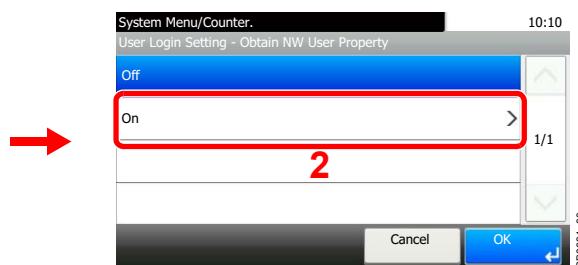 System Menu/Counter. 10:10
User Login Setting - Obtain NW User Property
Off
On
1/1
2
Cancel OK